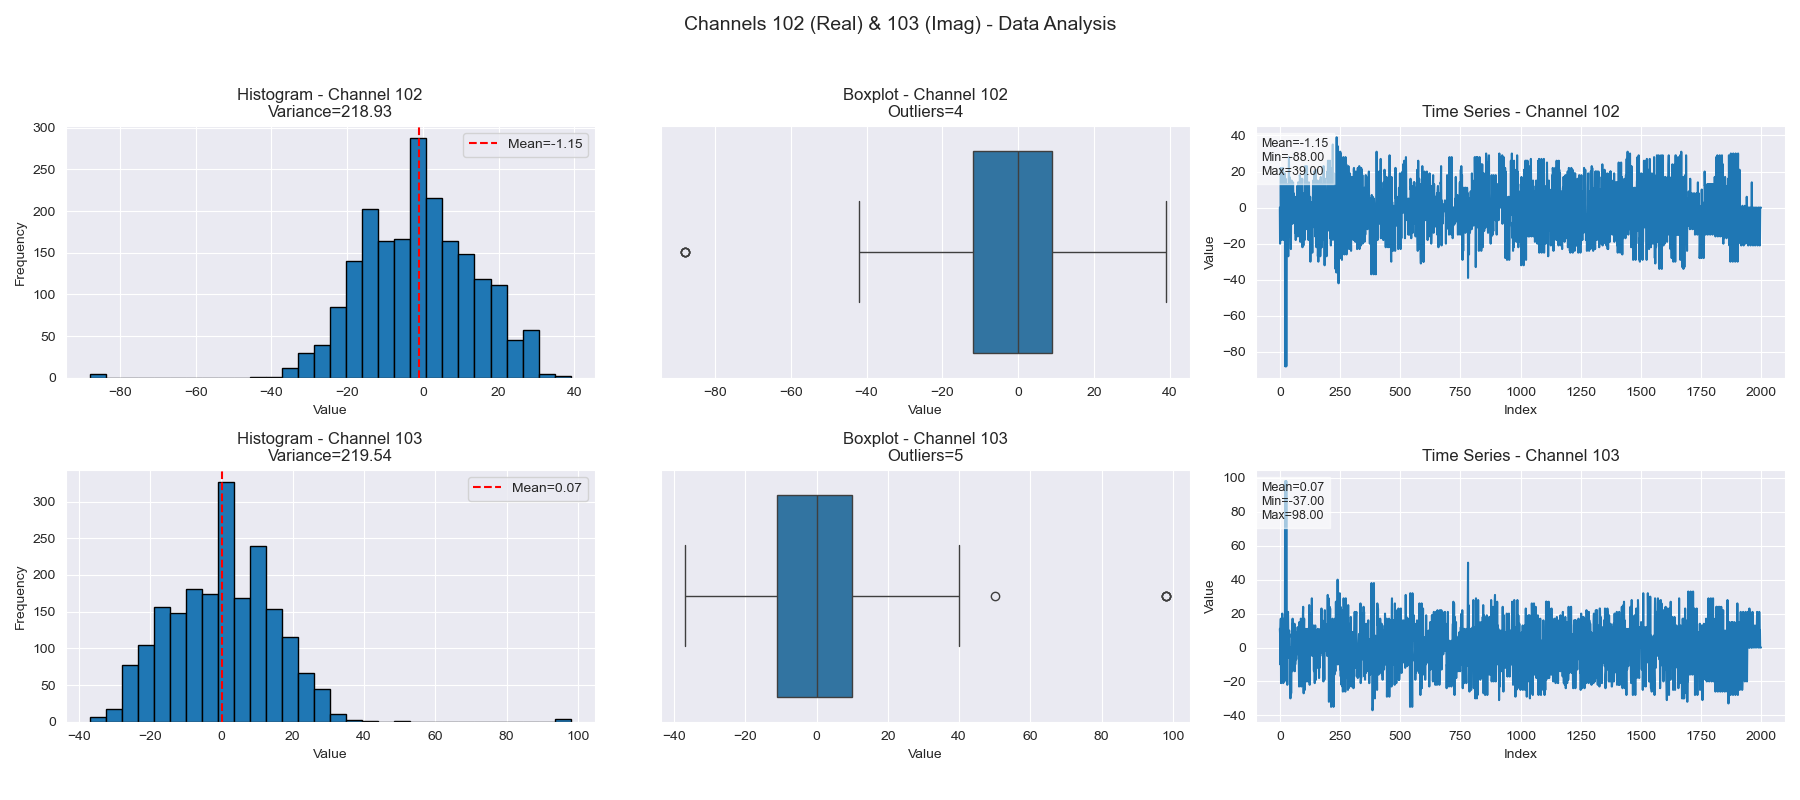 Channels 102 (Real) & 103 (Imag) - Data Analysis
Histogram - Channel 102
Variance=218.93
Mean=-1.15
300
250
200
150
100
50
0
Frequency
−80 −60 −40 −20 0 20 40
Value
Boxplot - Channel 102
Outliers=4
−80 −60 −40 −20 0 20 40
Value
Time Series - Channel 102
Mean=-1.15
Min=-88.00
Max=39.00
40
20
0
−20
−40
−60
−80
Value
0 250 500 750 1000 1250 1500 1750 2000
Index
Histogram - Channel 103
Variance=219.54
Mean=0.07
300
250
200
150
100
50
0
Frequency
−40 −20 0 20 40 60 80 100
Value
Boxplot - Channel 103
Outliers=5
−40 −20 0 20 40 60 80 100
Value
Time Series - Channel 103
Mean=0.07
Min=-37.00
Max=98.00
100
80
60
40
20
0
−20
−40
Value
0 250 500 750 1000 1250 1500 1750 2000
Index